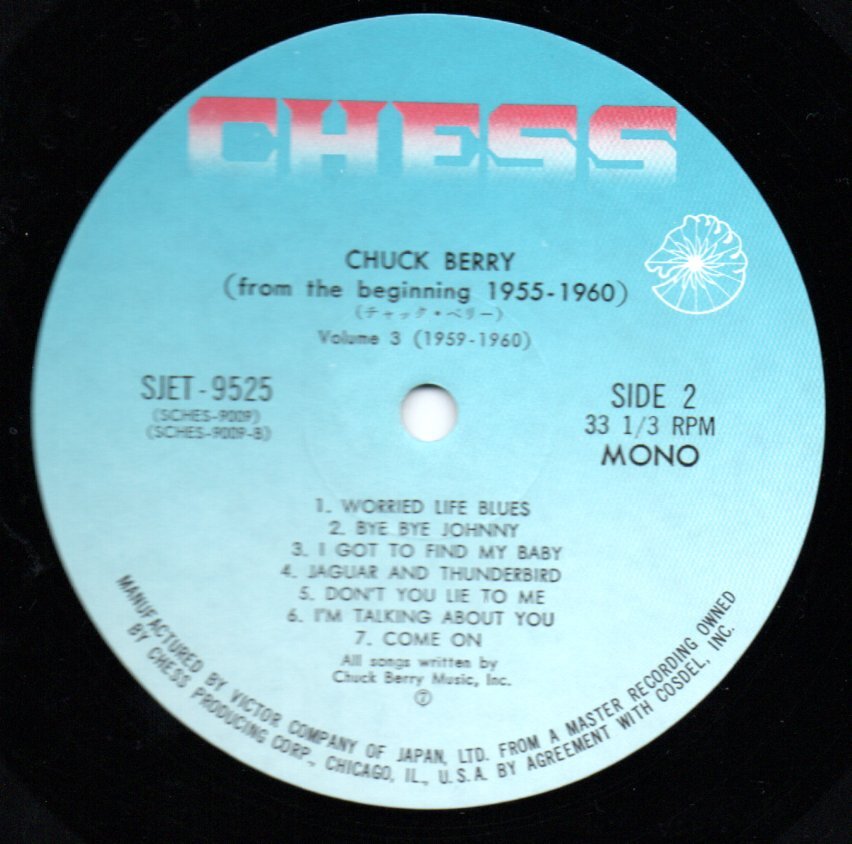 CHESS
CHUCK BERRY
(from the beginning 1955-1960)
(チャック・ベリー)
Volume 3 (1959-1960)
SJET-9525
(SCHES-9009)
(SCHES-9009-B)
SIDE 2
33 1/3 RPM
MONO
1. WORRIED LIFE BLUES
2. BYE BYE JOHNNY
3. I GOT TO FIND MY BABY
4. JAGUAR AND THUNDERBIRD
5. DON'T YOU LIE TO ME
6. I'M TALKING ABOUT YOU
7. COME ON
All songs written by
Chuck Berry Music, Inc.
MANUFACTURED BY VICTOR COMPANY OF JAPAN, LTD. FROM A MASTER RECORDING OWNED
BY CHESS PRODUCING CORP., CHICAGO, IL., U.S.A. BY AGREEMENT WITH COSDEL, INC.